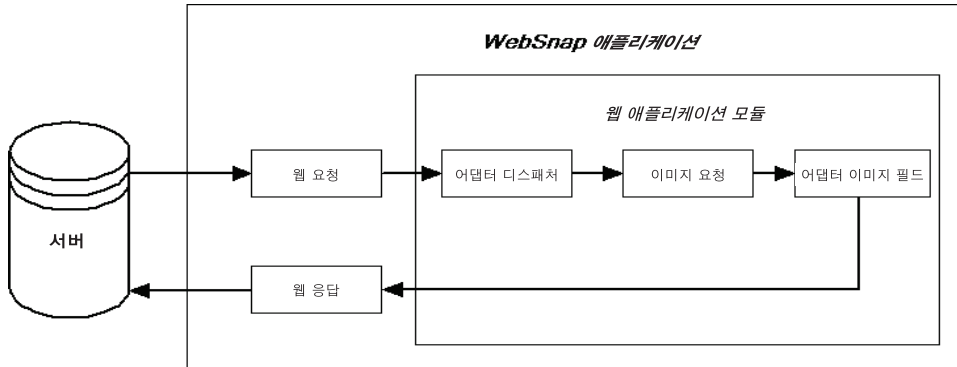 WebSnap 애플리케이션
웹 애플리케이션 모듈
웹 요청
어댑터 디스패처
이미지 요청
어댑터 이미지 필드
서버
웹 응답